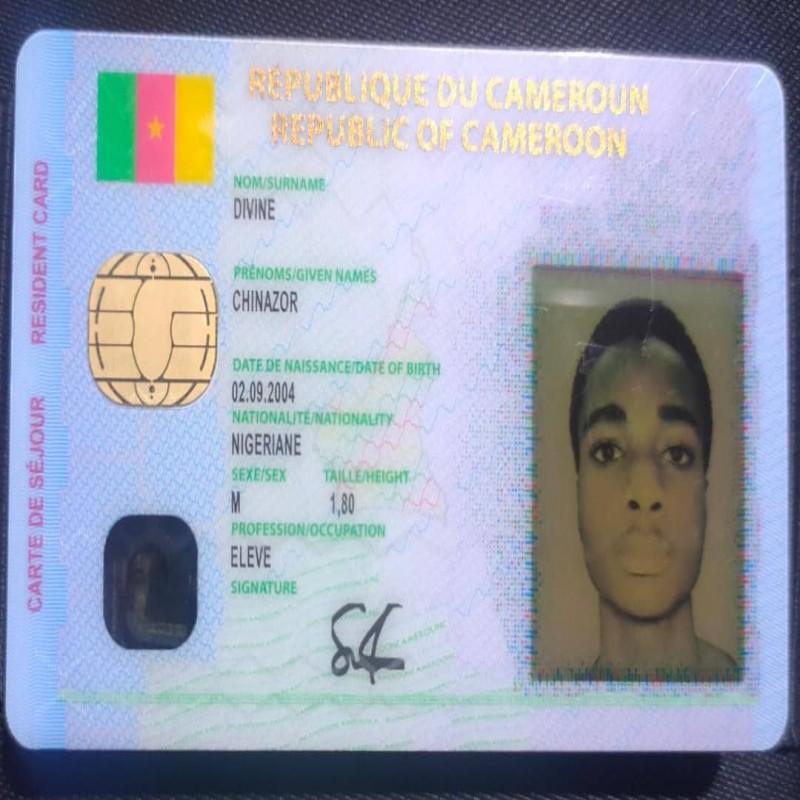 RÉPUBLIQUE DU CAMEROUN
REPUBLIC OF CAMEROON
CARTE DE SÉJOUR RESIDENT CARD
NOM/SURNAME
DIVINE
PRÉNOMS/GIVEN NAMES
CHINAZOR
DATE DE NAISSANCE/DATE OF BIRTH
02.09.2004
NATIONALITÉ/NATIONALITY
NIGERIANE
SEXE/SEX TAILLE/HEIGHT
M 1,80
PROFESSION/OCCUPATION
ELEVE
SIGNATURE